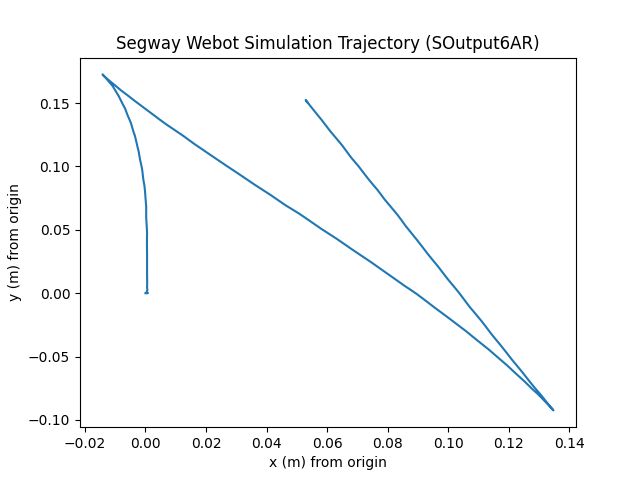 Segway Webot Simulation Trajectory (SOutput6AR)
y (m) from origin
0.15
0.10
0.05
0.00
−0.05
−0.10
−0.02 0.00 0.02 0.04 0.06 0.08 0.10 0.12 0.14
x (m) from origin